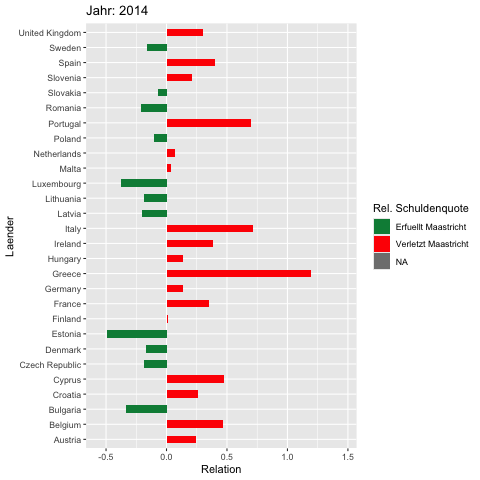 Jahr: 2014
United Kingdom
Sweden
Spain
Slovenia
Slovakia
Romania
Portugal
Poland
Netherlands
Malta
Luxembourg
Lithuania
Latvia
Italy
Ireland
Hungary
Greece
Germany
France
Finland
Estonia
Denmark
Czech Republic
Cyprus
Croatia
Bulgaria
Belgium
Austria
Laender
-0.5 0.0 0.5 1.0 1.5
Relation
Rel. Schuldenquote
Erfuellt Maastricht
Verletzt Maastricht
NA